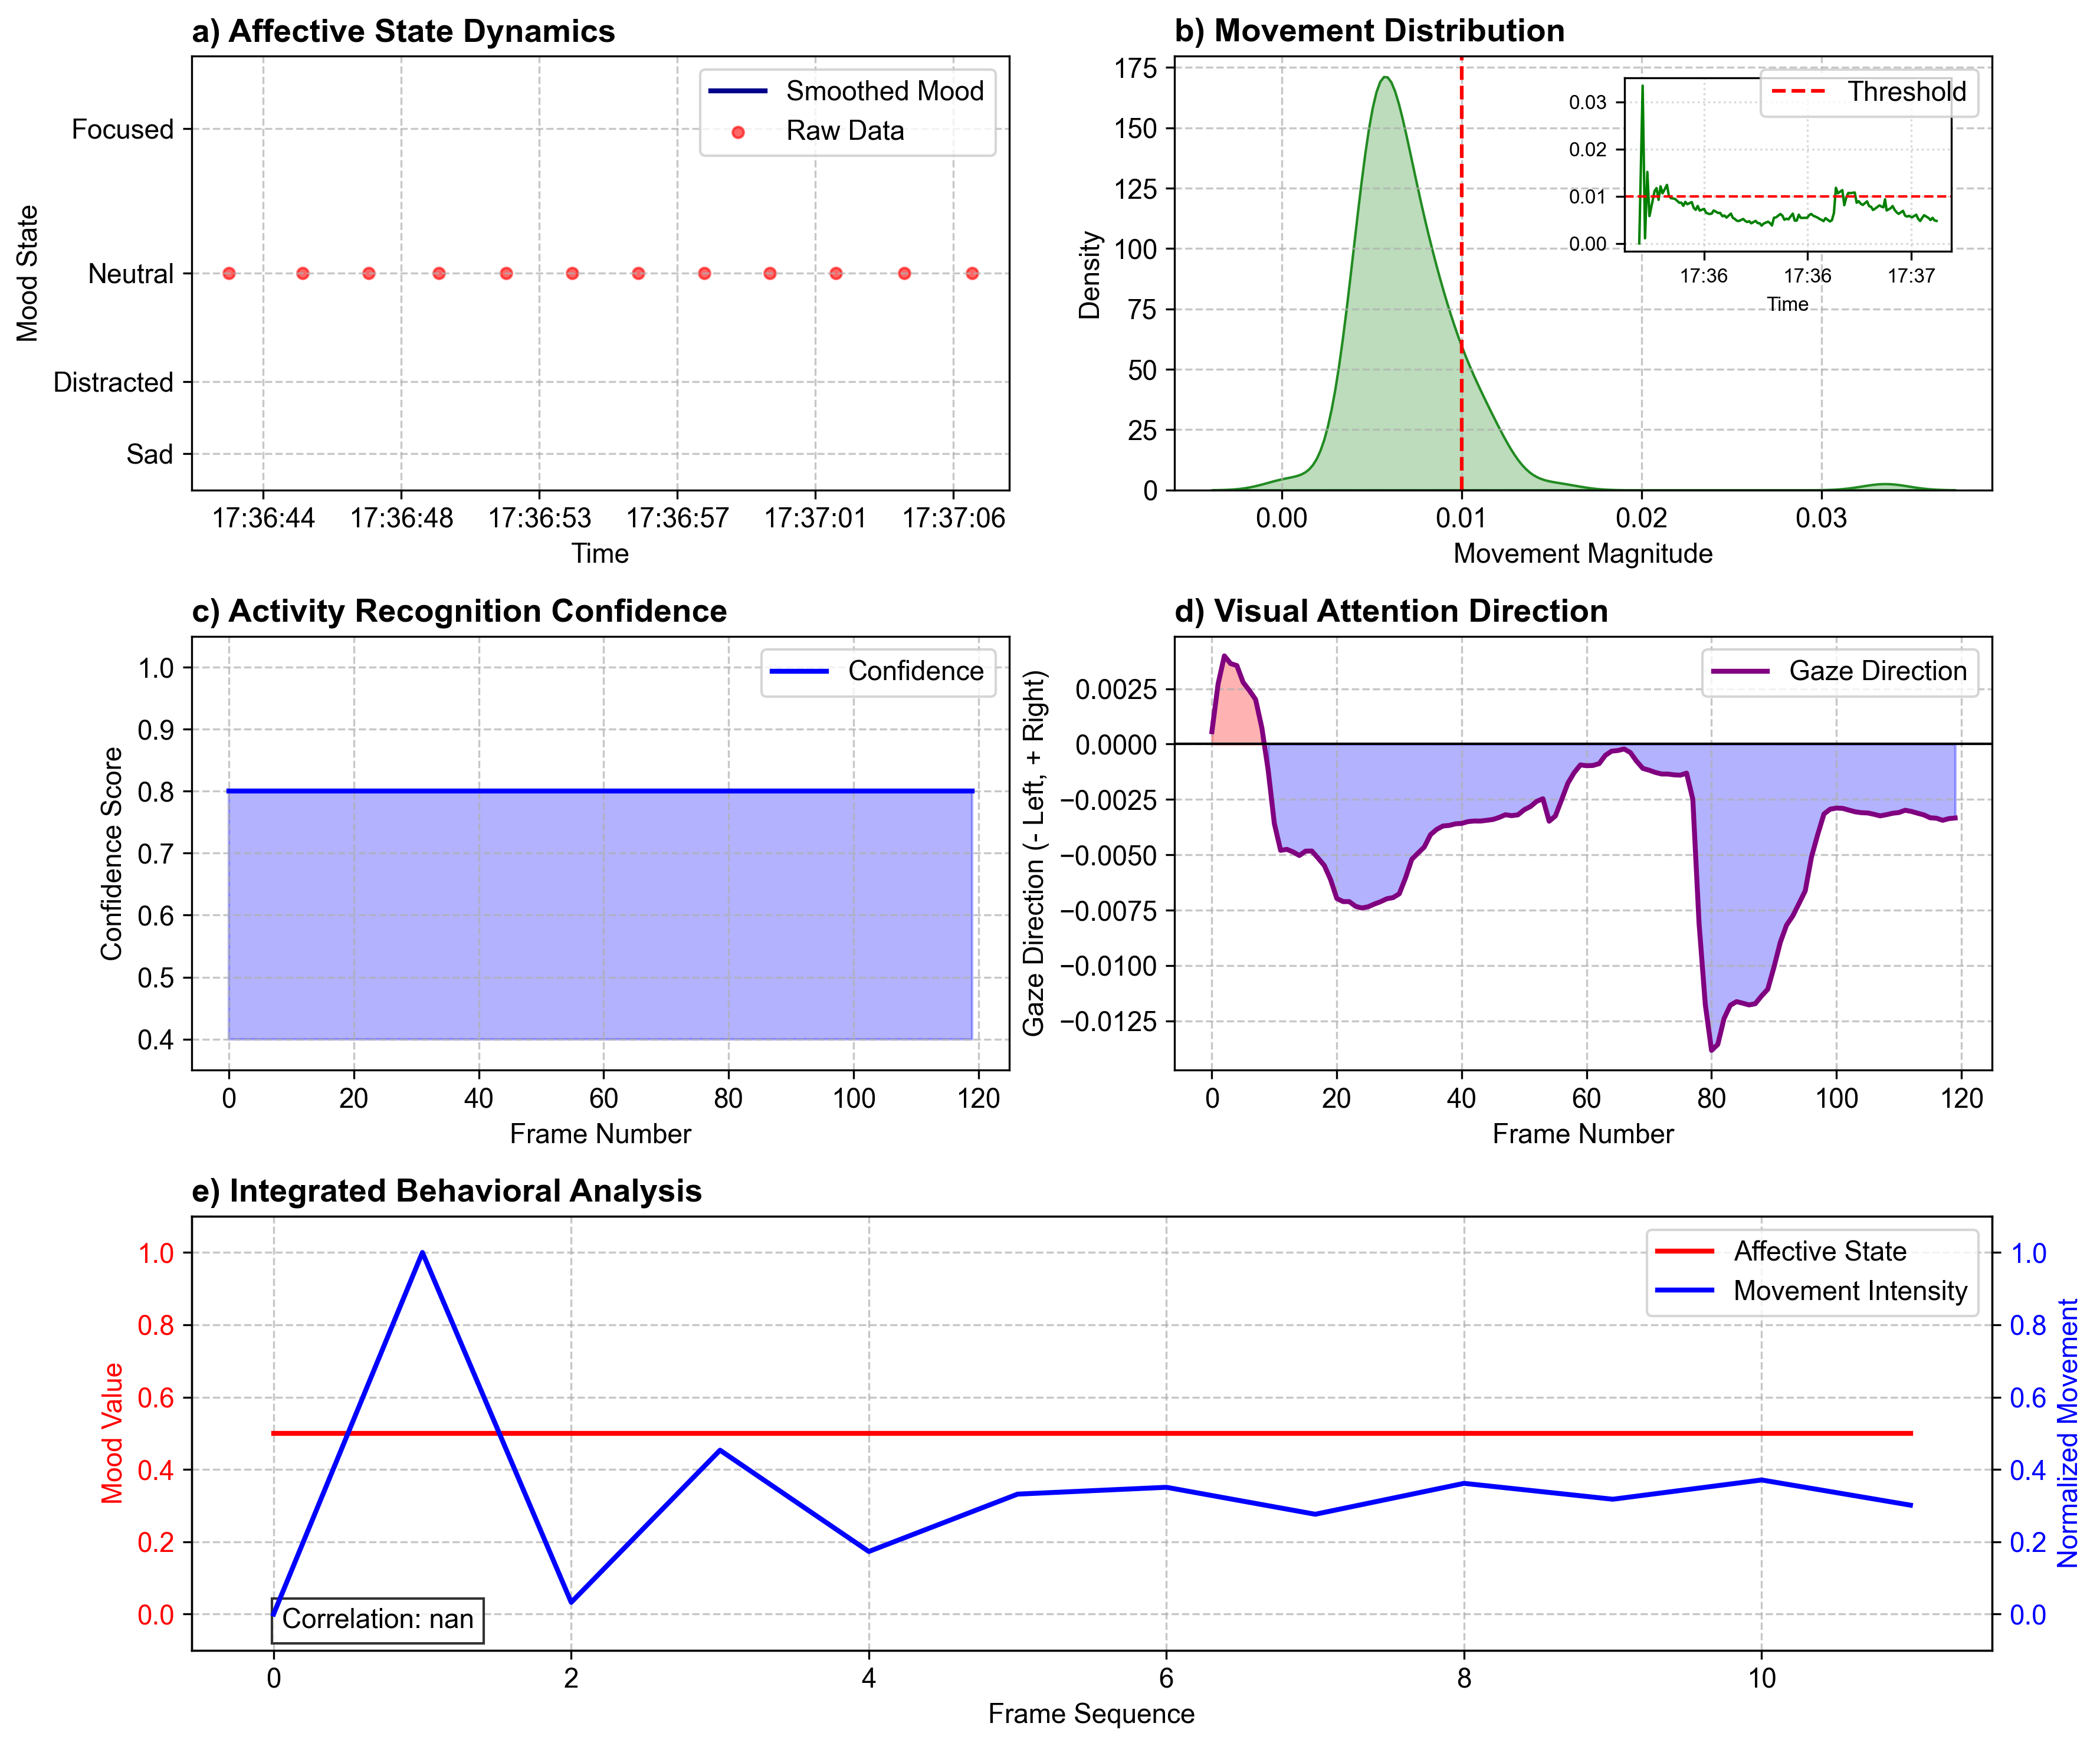 a) Affective State Dynamics
Smoothed Mood
Raw Data
Mood State
Focused
Neutral
Distracted
Sad
17:36:44 17:36:48 17:36:53 17:36:57 17:37:01 17:37:06
Time
b) Movement Distribution
Threshold
Density
175
150
125
100
75
50
25
0
0.03
0.02
0.01
0.00
17:36 17:36 17:37
Time
0.00 0.01 0.02 0.03
Movement Magnitude
c) Activity Recognition Confidence
Confidence
Confidence Score
1.0
0.9
0.8
0.7
0.6
0.5
0.4
0 20 40 60 80 100 120
Frame Number
d) Visual Attention Direction
Gaze Direction
Gaze Direction (- Left, + Right)
0.0025
0.0000
−0.0025
−0.0050
−0.0075
−0.0100
−0.0125
0 20 40 60 80 100 120
Frame Number
e) Integrated Behavioral Analysis
Affective State
Movement Intensity
Mood Value
1.0
0.8
0.6
0.4
0.2
0.0
Correlation: nan
1.0
0.8
0.6
0.4
0.2
0.0
Normalized Movement
0 2 4 6 8 10
Frame Sequence